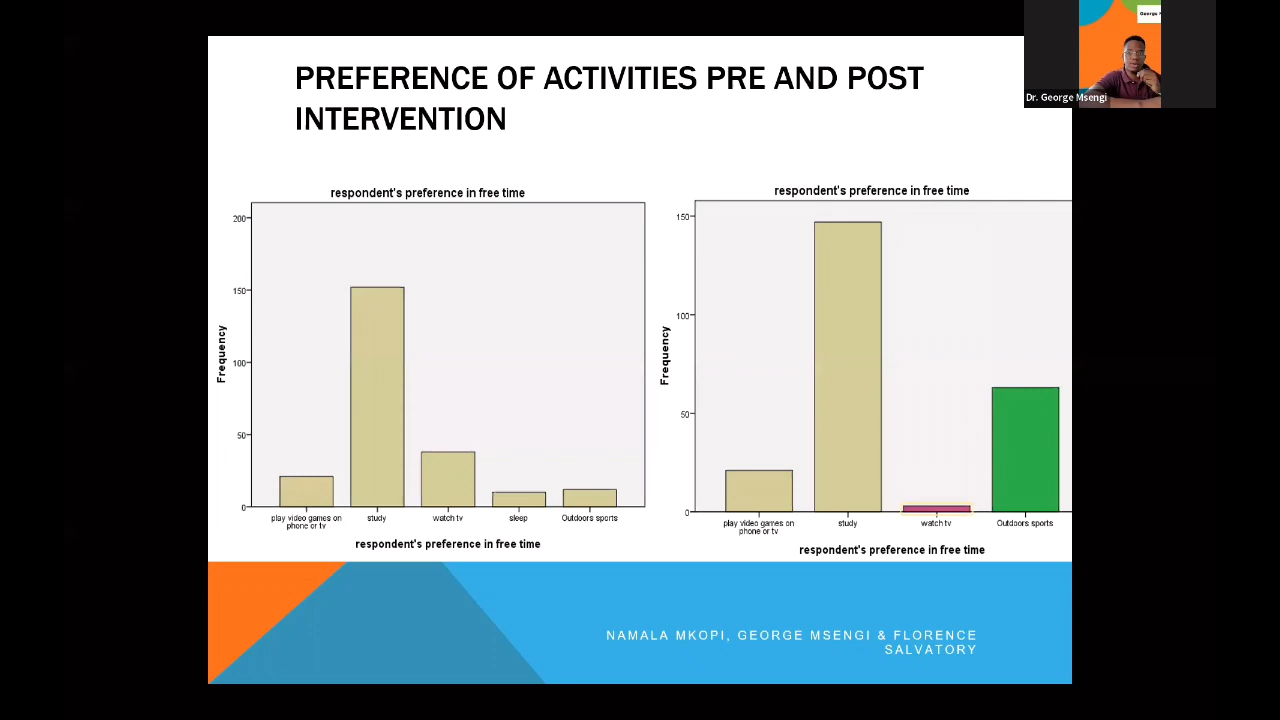 George M
Dr. George Msengi
PREFERENCE OF ACTIVITIES PRE AND POST
INTERVENTION
respondent's preference in free time
200
150
100
50
0
Frequency
play video games on
phone or tv
study
watch tv
sleep
Outdoors sports
respondent's preference in free time
respondent's preference in free time
150
100
50
0
Frequency
play video games on
phone or tv
study
watch tv
Outdoors sports
respondent's preference in free time
NAMALA MKOPI, GEORGE MSENGI & FLORENCE
SALVATORY